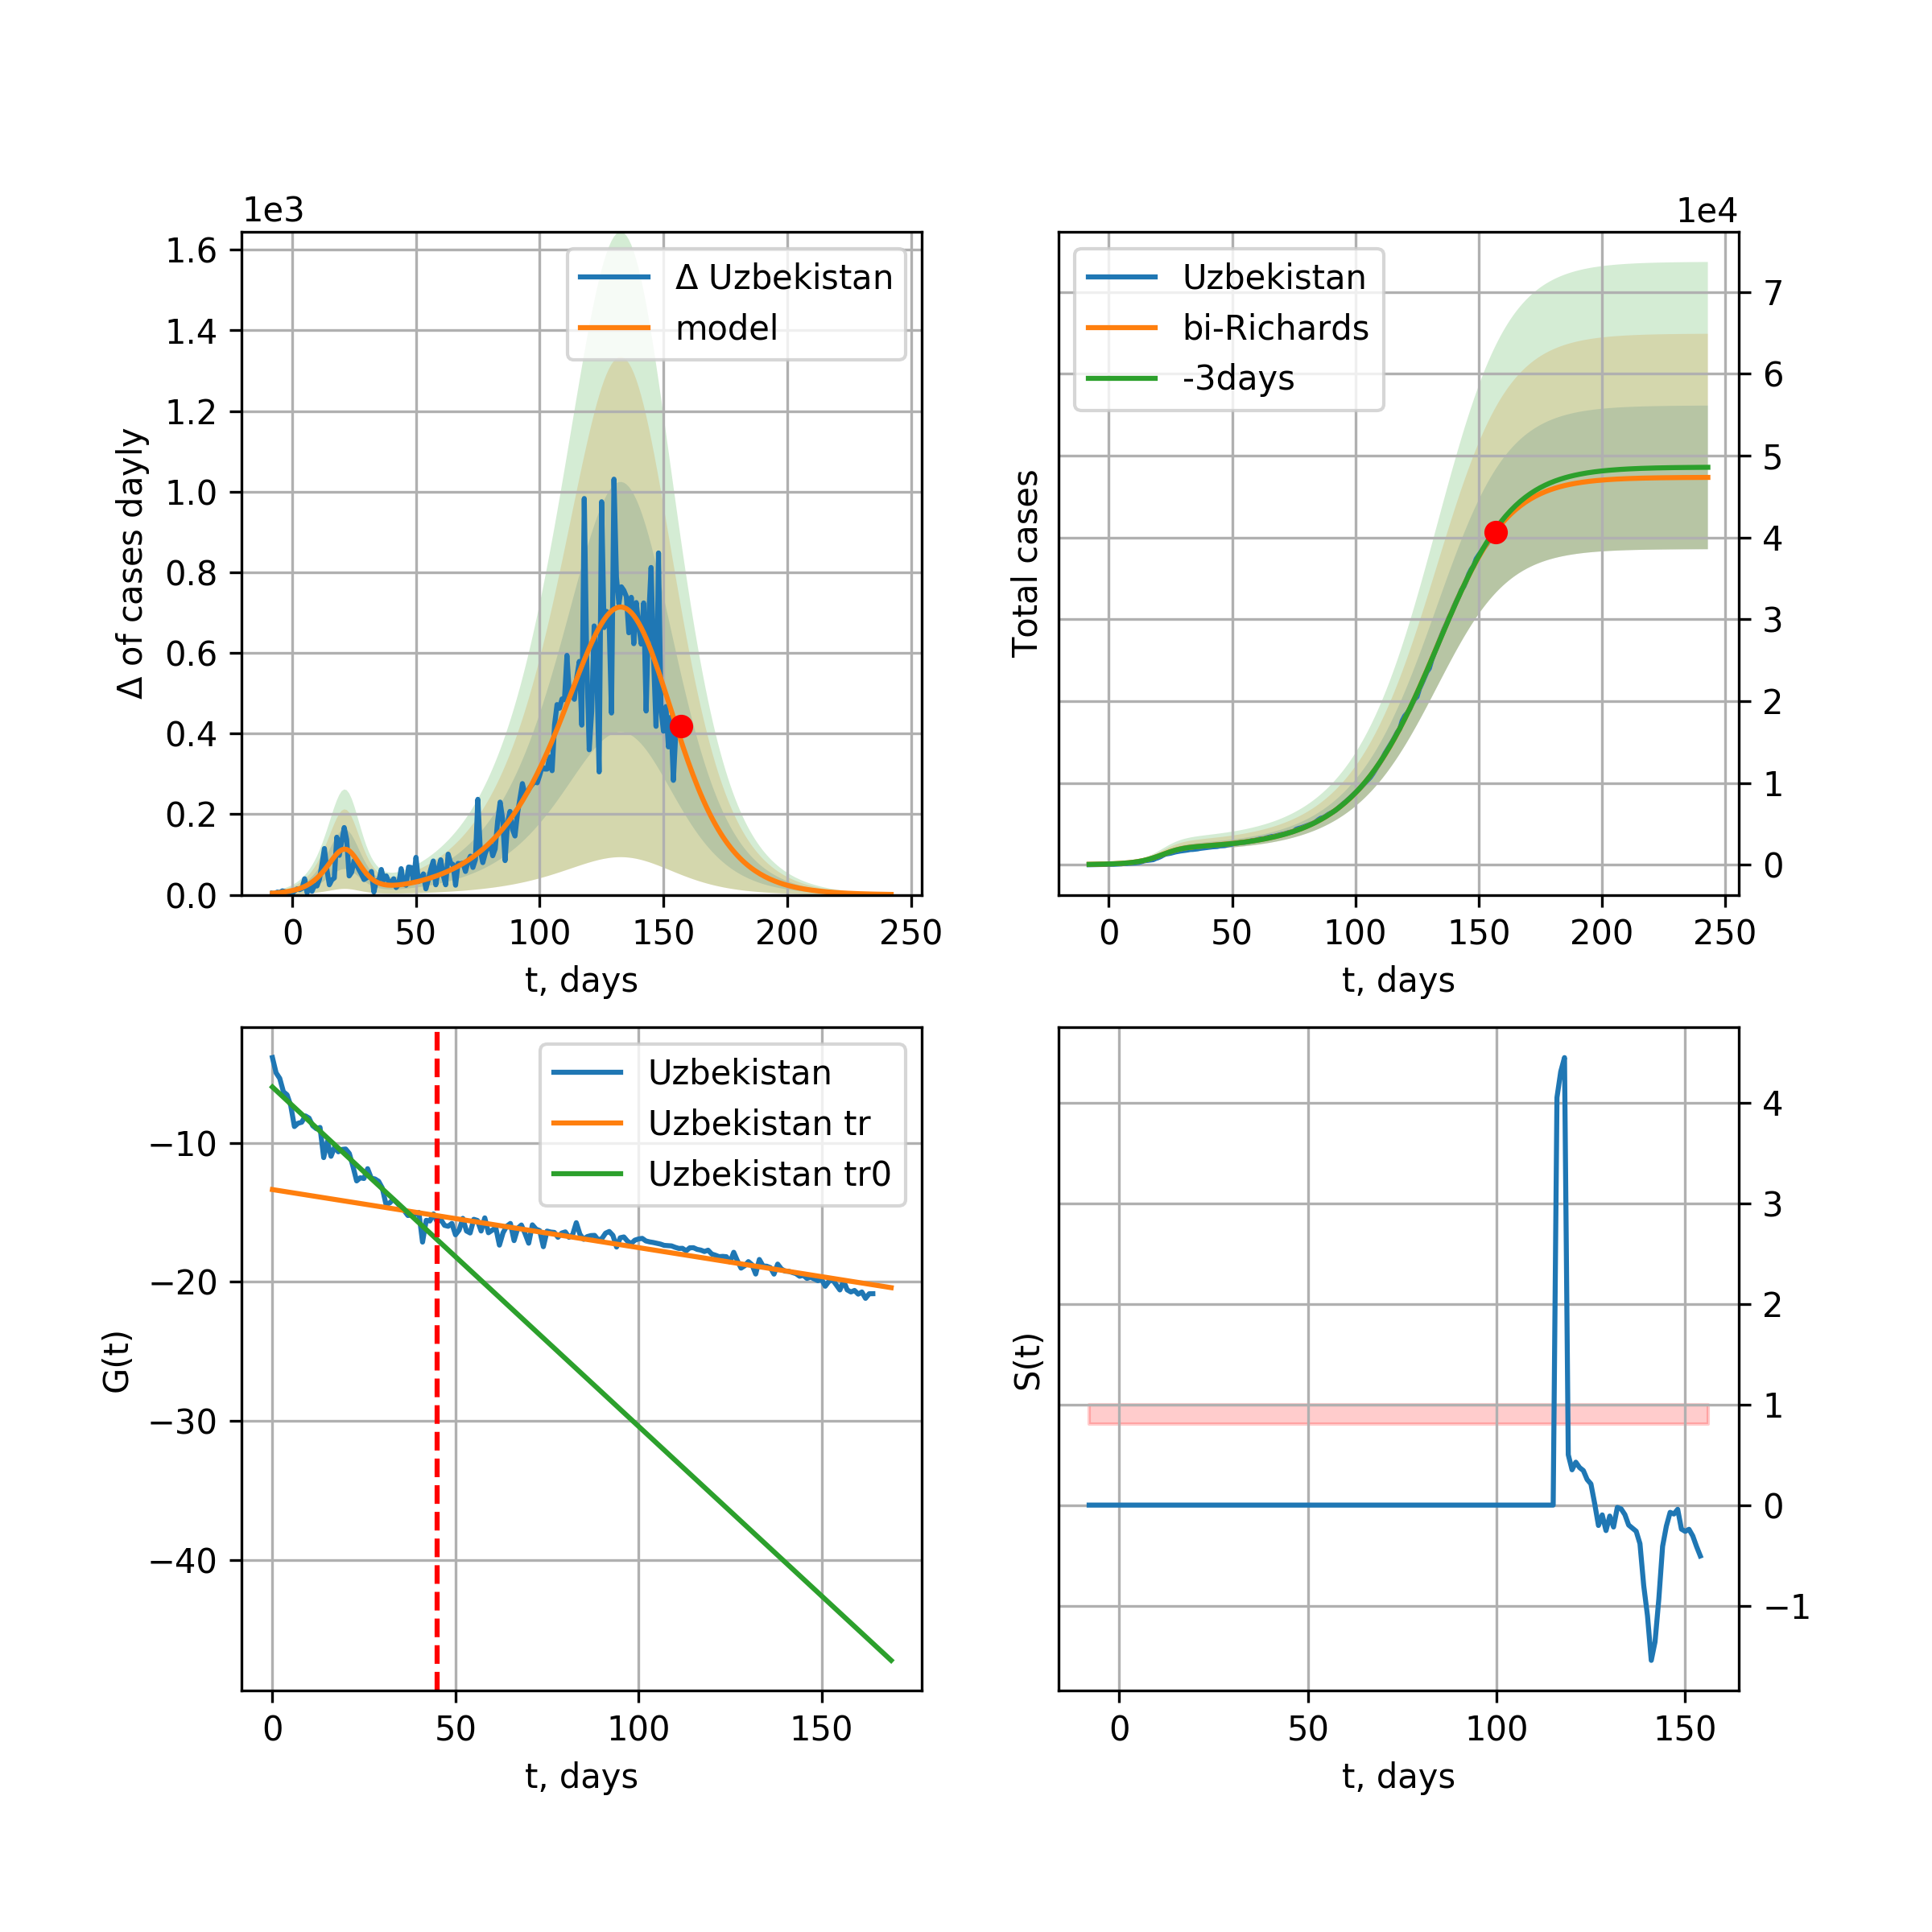 1e3
Δ of cases dayly
1.6
1.4
1.2
1.0
0.8
0.6
0.4
0.2
0.0
Δ Uzbekistan
model
0 50 100 150 200 250
t, days
1e4
Total cases
Uzbekistan
bi-Richards
-3days
7
6
5
4
3
2
1
0
0 50 100 150 200 250
t, days
G(t)
−10
−20
−30
−40
Uzbekistan
Uzbekistan tr
Uzbekistan tr0
0 50 100 150
t, days
S(t)
4
3
2
1
0
−1
0 50 100 150
t, days